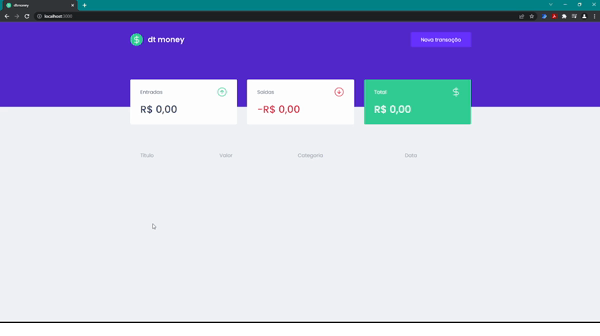 dtmoney
localhost:3000
dt money
Nova transação
Entradas
Saídas
Total
R$ 0,00
-R$ 0,00
R$ 0,00
Título
Valor
Categoria
Data